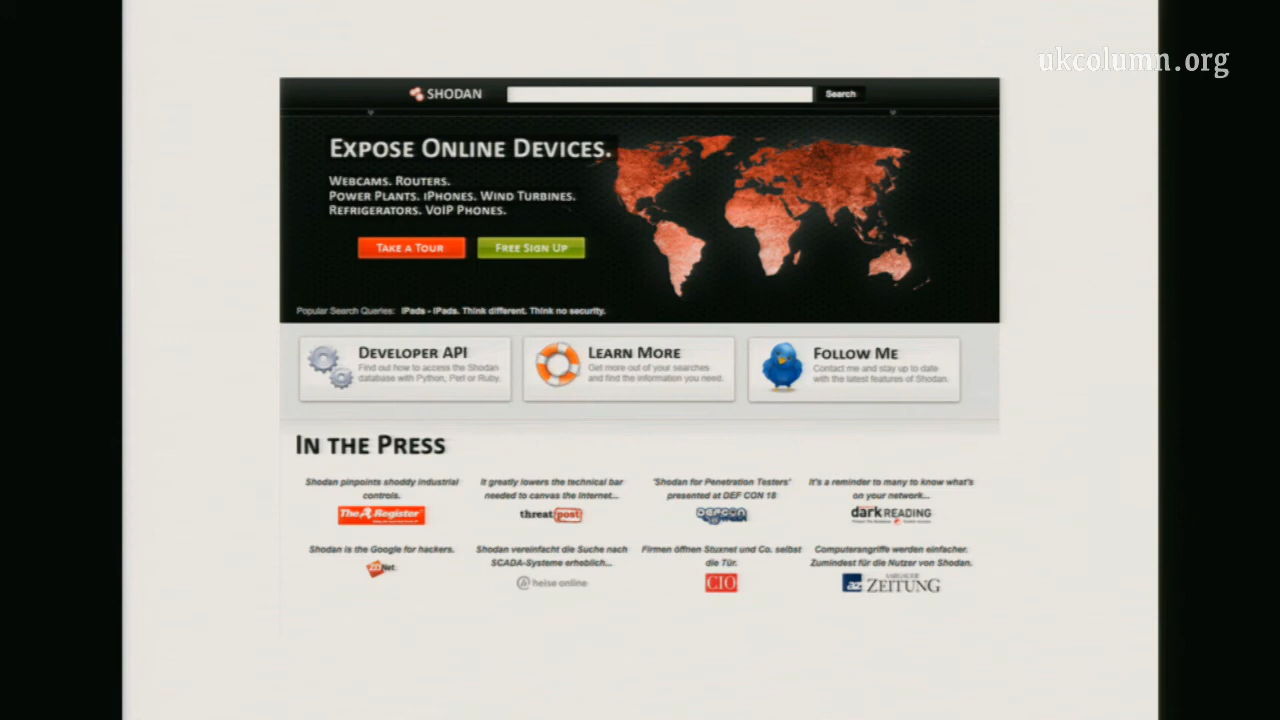 ukcolumn.org
SHODAN
Search
EXPOSE ONLINE DEVICES.
WEBCAMS. ROUTERS.
POWER PLANTS. IPHONES. WIND TURBINES.
REFRIGERATORS. VOIP PHONES.
TAKE A TOUR
FREE SIGN UP
Popular Search Queries: iPads - iPads. Think different. Think no security.
DEVELOPER API
Find out how to access the Shodan
database with Python, Perl or Ruby.
LEARN MORE
Get more out of your searches
and find the information you need.
FOLLOW ME
Contact me and stay up to date
with the latest features of Shodan.
IN THE PRESS
Shodan pinpoints shoddy industrial
controls.
The Register
It greatly lowers the technical bar
needed to canvas the Internet...
threat post
'Shodan for Penetration Testers'
presented at DEF CON 18
DEFCON
It's a reminder to many to know what's
on your network...
dark READING
Shodan is the Google for hackers.
ZDNet
Shodan vereinfacht die Suche nach
SCADA-Systeme erheblich...
heise online
Firmen öffnen Stuxnet und Co. selbst
die Tür.
CIO
Computerangriffe werden einfacher.
Zumindest für die Nutzer von Shodan.
az ZEITUNG